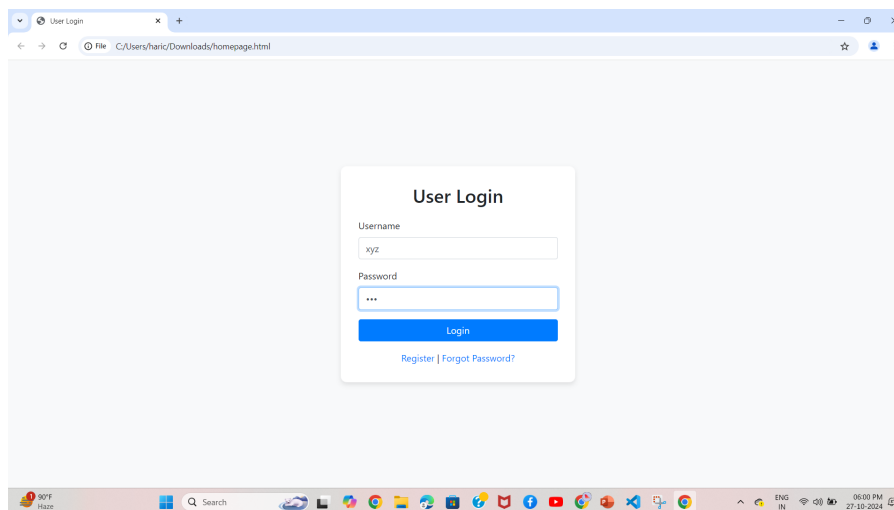 User Login
File C:/Users/haric/Downloads/homepage.html
User Login
Username
xyz
Password
•••
Login
Register | Forgot Password?
1
90°F
Haze
Search
ENG
IN
06:00 PM
27-10-2024